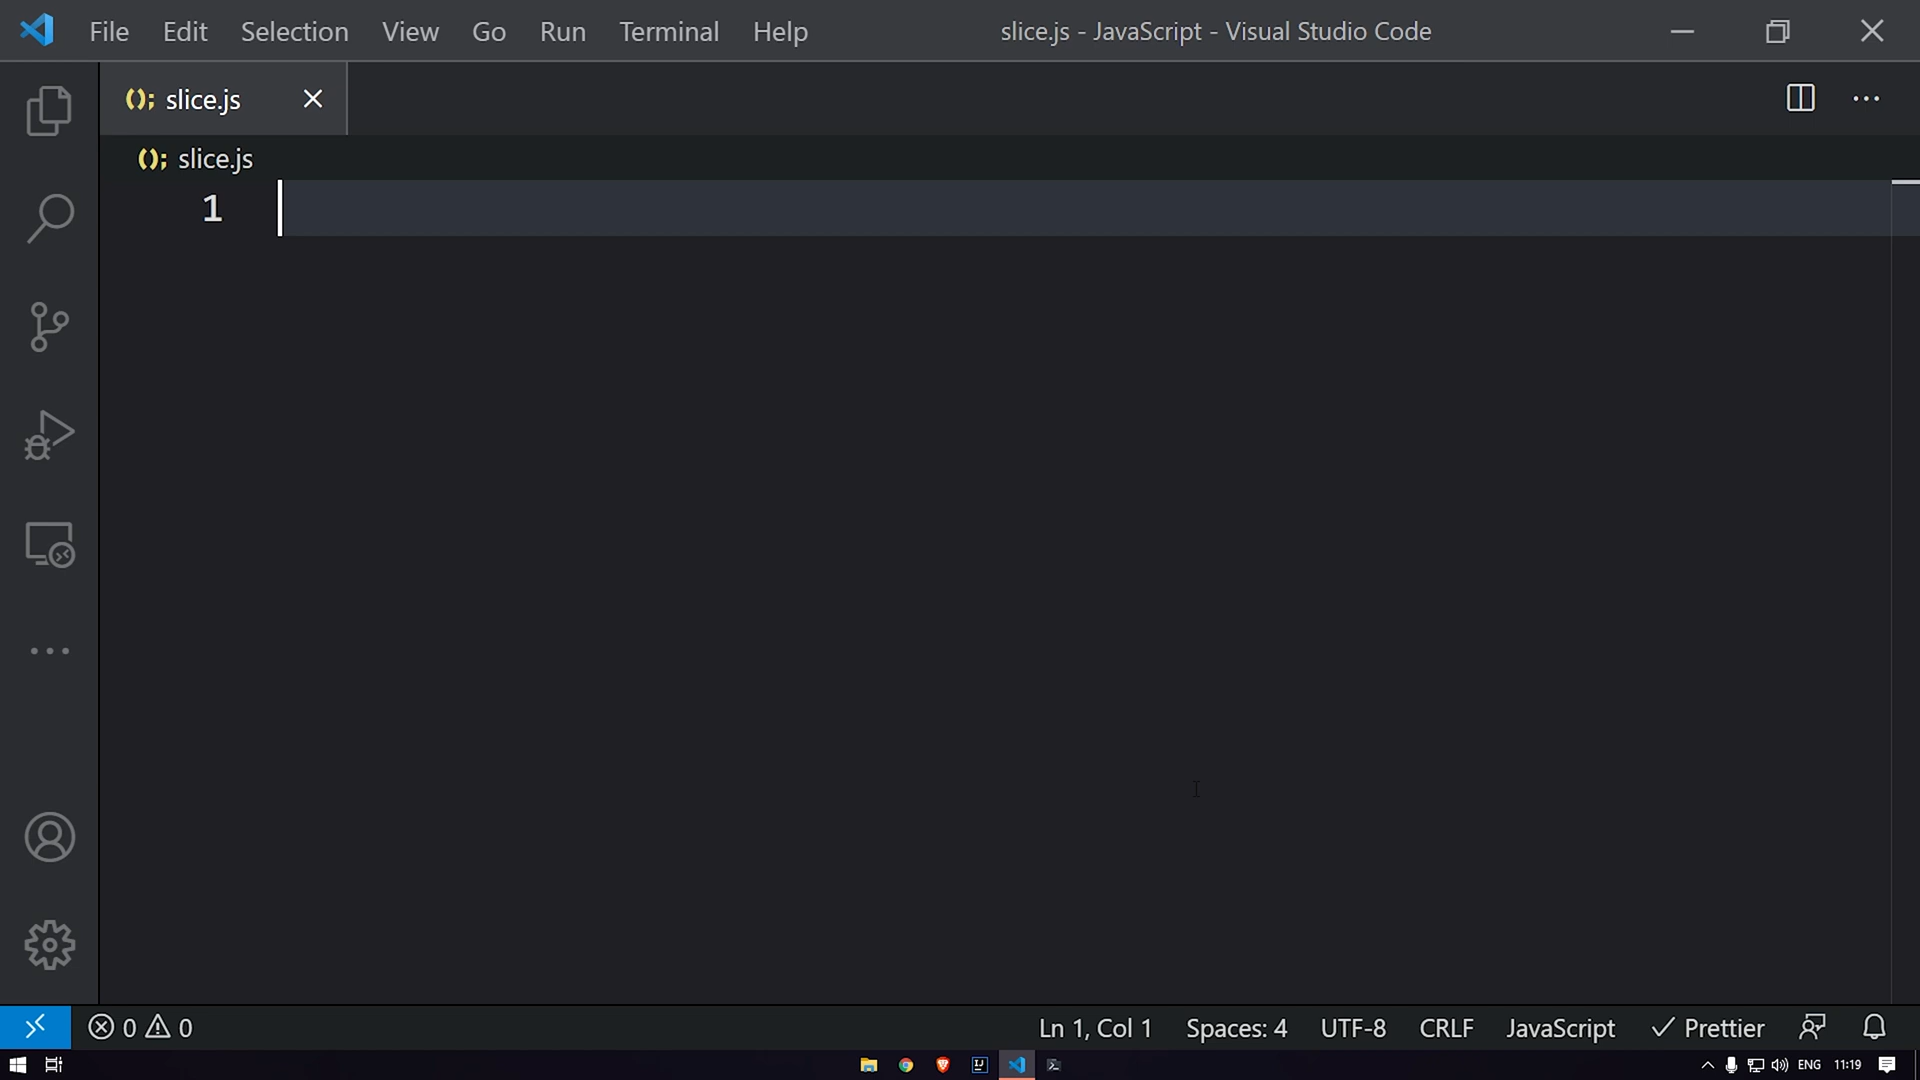 File Edit Selection View Go Run Terminal Help slice.js - JavaScript - Visual Studio Code
(); slice.js
(); slice.js
1
0 0 Ln 1, Col 1 Spaces: 4 UTF-8 CRLF JavaScript Prettier
ENG 11:19